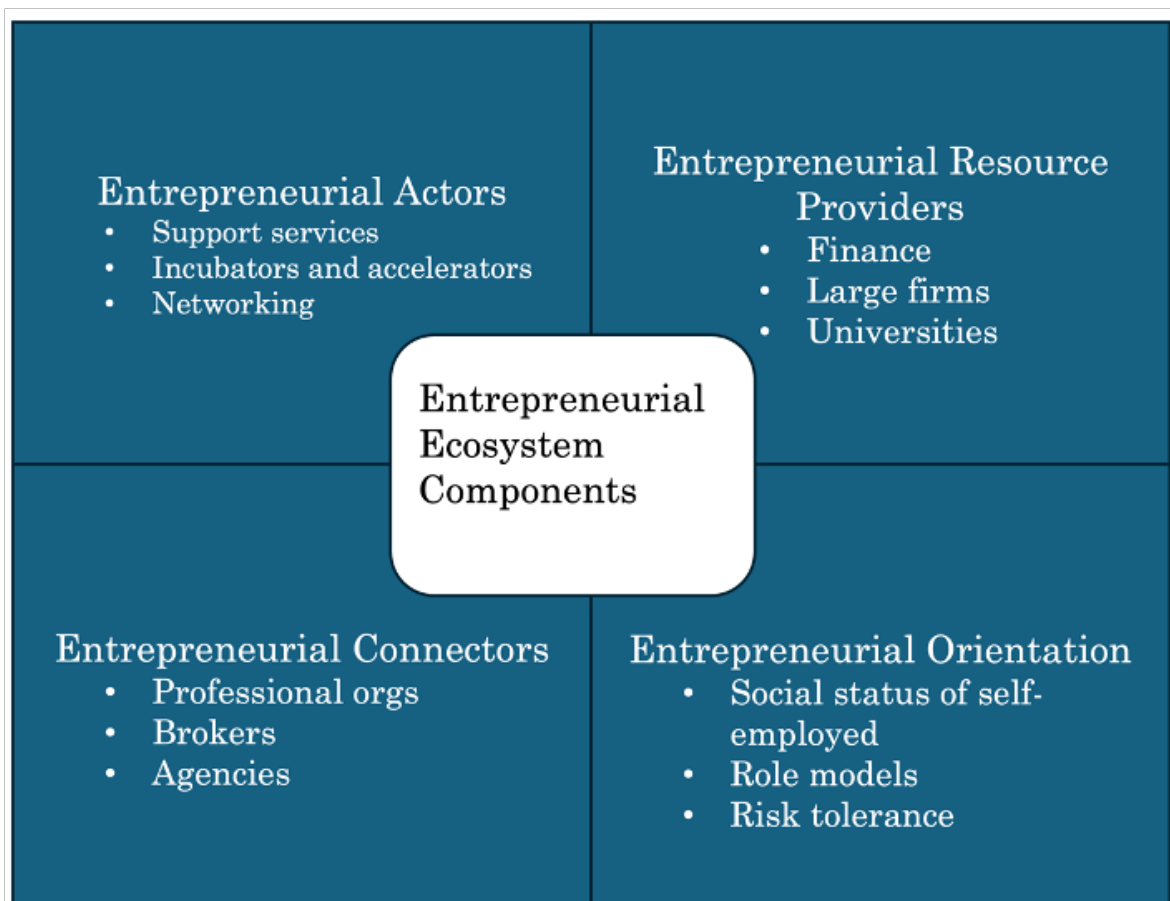 Entrepreneurial Actors
• Support services
• Incubators and accelerators
• Networking
Entrepreneurial Resource
Providers
• Finance
• Large firms
• Universities
Entrepreneurial
Ecosystem
Components
Entrepreneurial Connectors
• Professional orgs
• Brokers
• Agencies
Entrepreneurial Orientation
• Social status of self-
employed
• Role models
• Risk tolerance